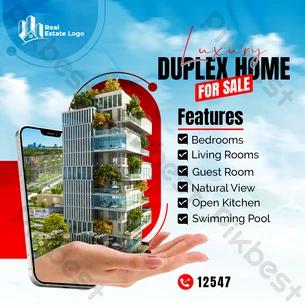 Real
Estate Logo
Luxury
DUPLEX HOME
FOR SALE
Features
Bedrooms
Living Rooms
Guest Room
Natural View
Open Kitchen
Swimming Pool
12547
pikbest